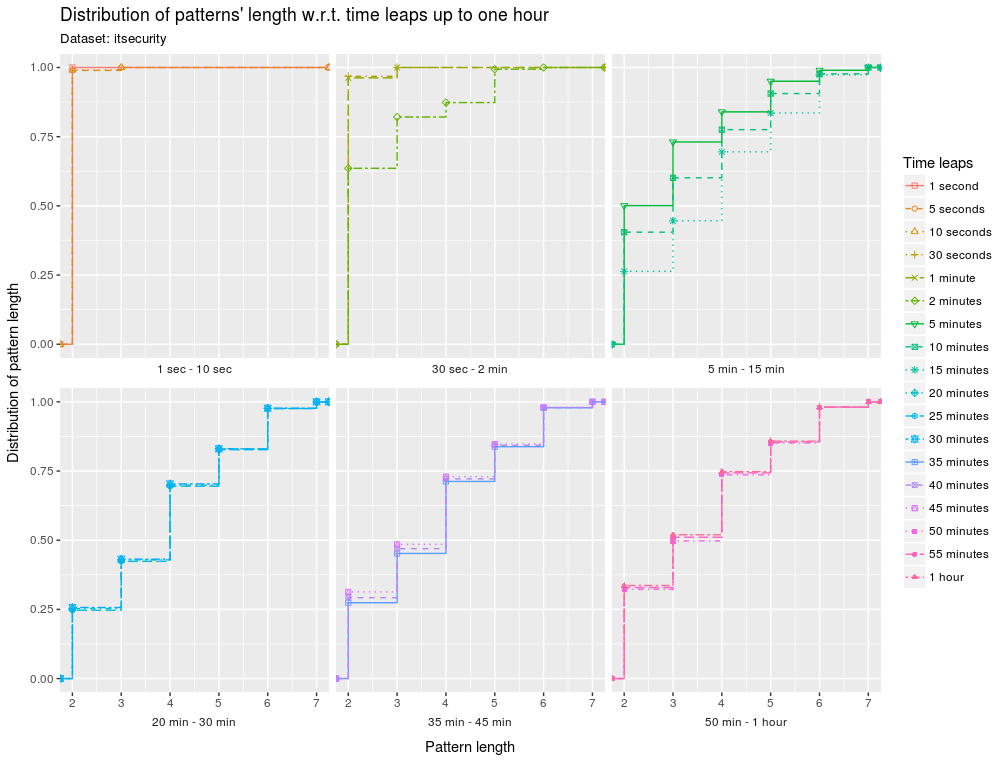 Distribution of patterns' length w.r.t. time leaps up to one hour
Dataset: itsecurity
Distribution of pattern length
1.00
0.75
0.50
0.25
0.00
1 sec - 10 sec
30 sec - 2 min
5 min - 15 min
1.00
0.75
0.50
0.25
0.00
2 3 4 5 6 7
2 3 4 5 6 7
2 3 4 5 6 7
20 min - 30 min
35 min - 45 min
50 min - 1 hour
Pattern length
Time leaps
1 second
5 seconds
10 seconds
30 seconds
1 minute
2 minutes
5 minutes
10 minutes
15 minutes
20 minutes
25 minutes
30 minutes
35 minutes
40 minutes
45 minutes
50 minutes
55 minutes
1 hour